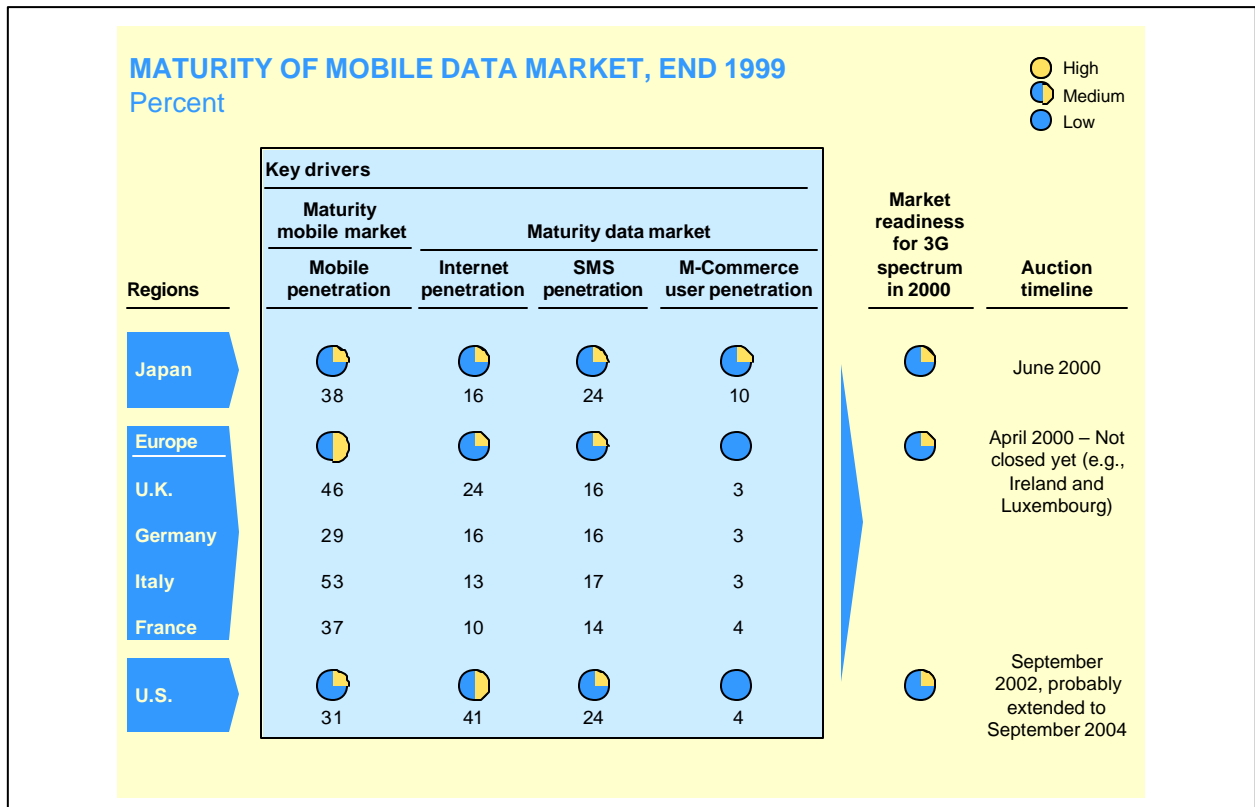 MATURITY OF MOBILE DATA MARKET, END 1999
Percent
High
Medium
Low
Key drivers
Maturity
mobile market
Maturity data market
Market
readiness
for 3G
spectrum
in 2000
Regions
Mobile
penetration
Internet
penetration
SMS
penetration
M-Commerce
user penetration
Auction
timeline
Japan
38
16
24
10
June 2000
Europe
April 2000 – Not
closed yet (e.g.,
Ireland and
Luxembourg)
U.K.
46
24
16
3
Germany
29
16
16
3
Italy
53
13
17
3
France
37
10
14
4
U.S.
31
41
24
4
September
2002, probably
extended to
September 2004